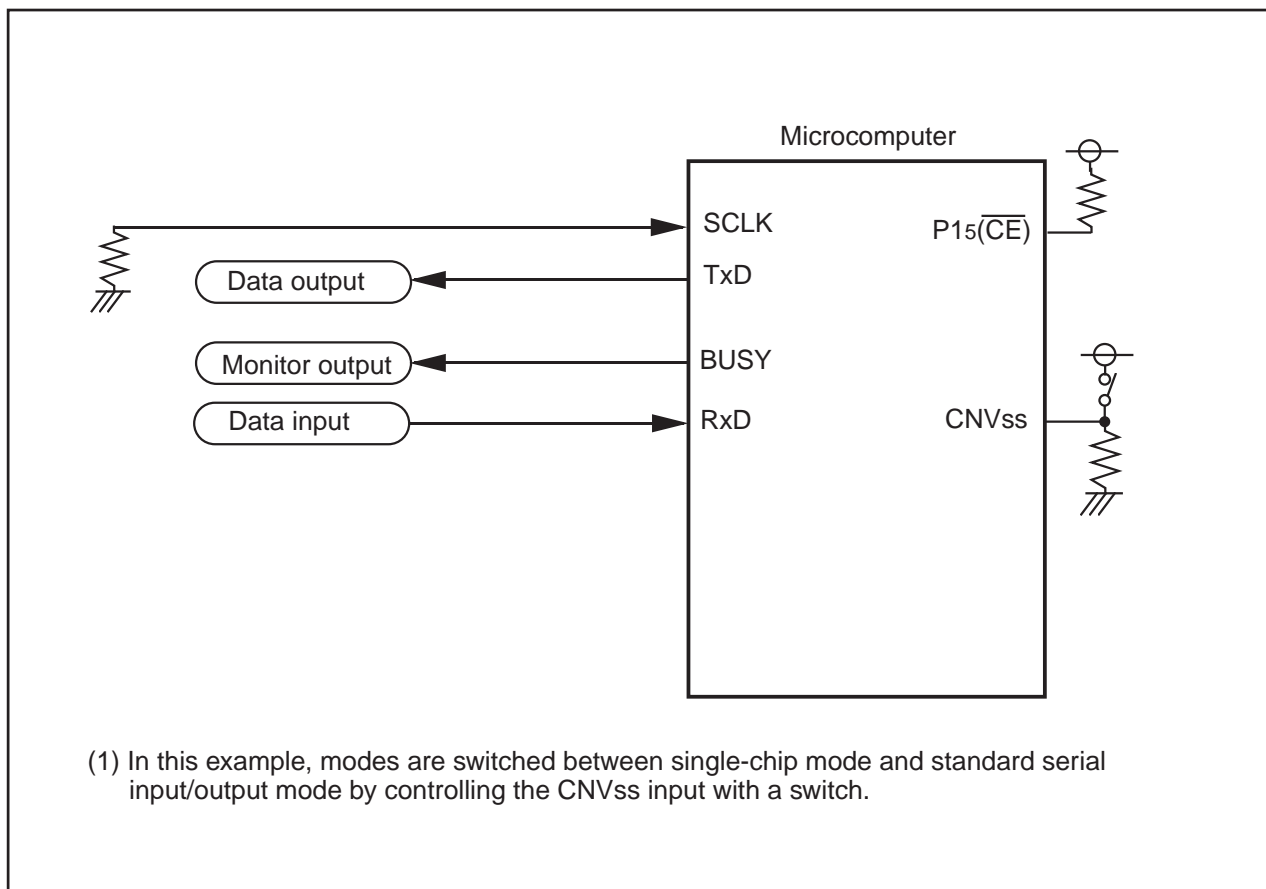 Microcomputer
SCLK
P15(CE)
Data output
TxD
Monitor output
BUSY
Data input
RxD
CNVss
(1) In this example, modes are switched between single-chip mode and standard serial
input/output mode by controlling the CNVss input with a switch.